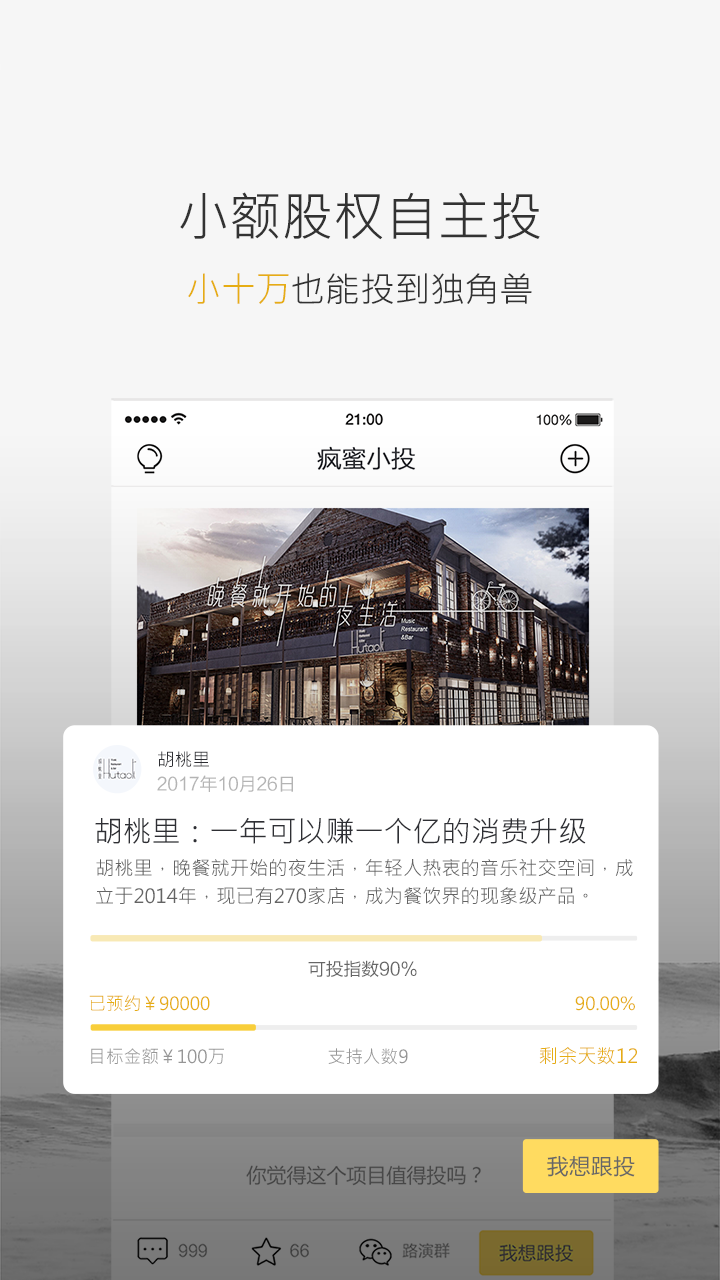 小额股权自主投
小十万也能投到独角兽
21:00
100%
疯蜜小投
晚餐就开始的
夜生活
Music
Restaurant
&Bar
Hutaoli
胡桃里
2017年10月26日
胡桃里：一年可以赚一个亿的消费升级
胡桃里，晚餐就开始的夜生活，年轻人热衷的音乐社交空间，成
立于2014年，现已有270家店，成为餐饮界的现象级产品。
可投指数90%
已预约￥90000
90.00%
目标金额￥100万
支持人数9
剩余天数12
你觉得这个项目值得投吗？
我想跟投
999
66
路演群
我想跟投